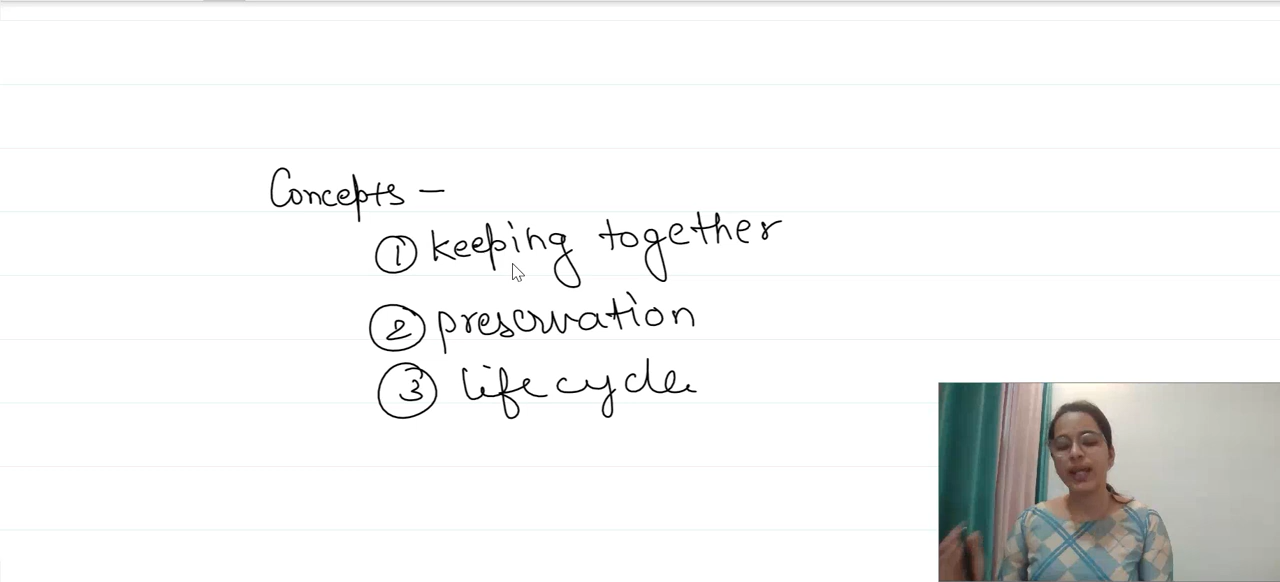 Concepts –
① keeping together
② preservation
③ life cycle